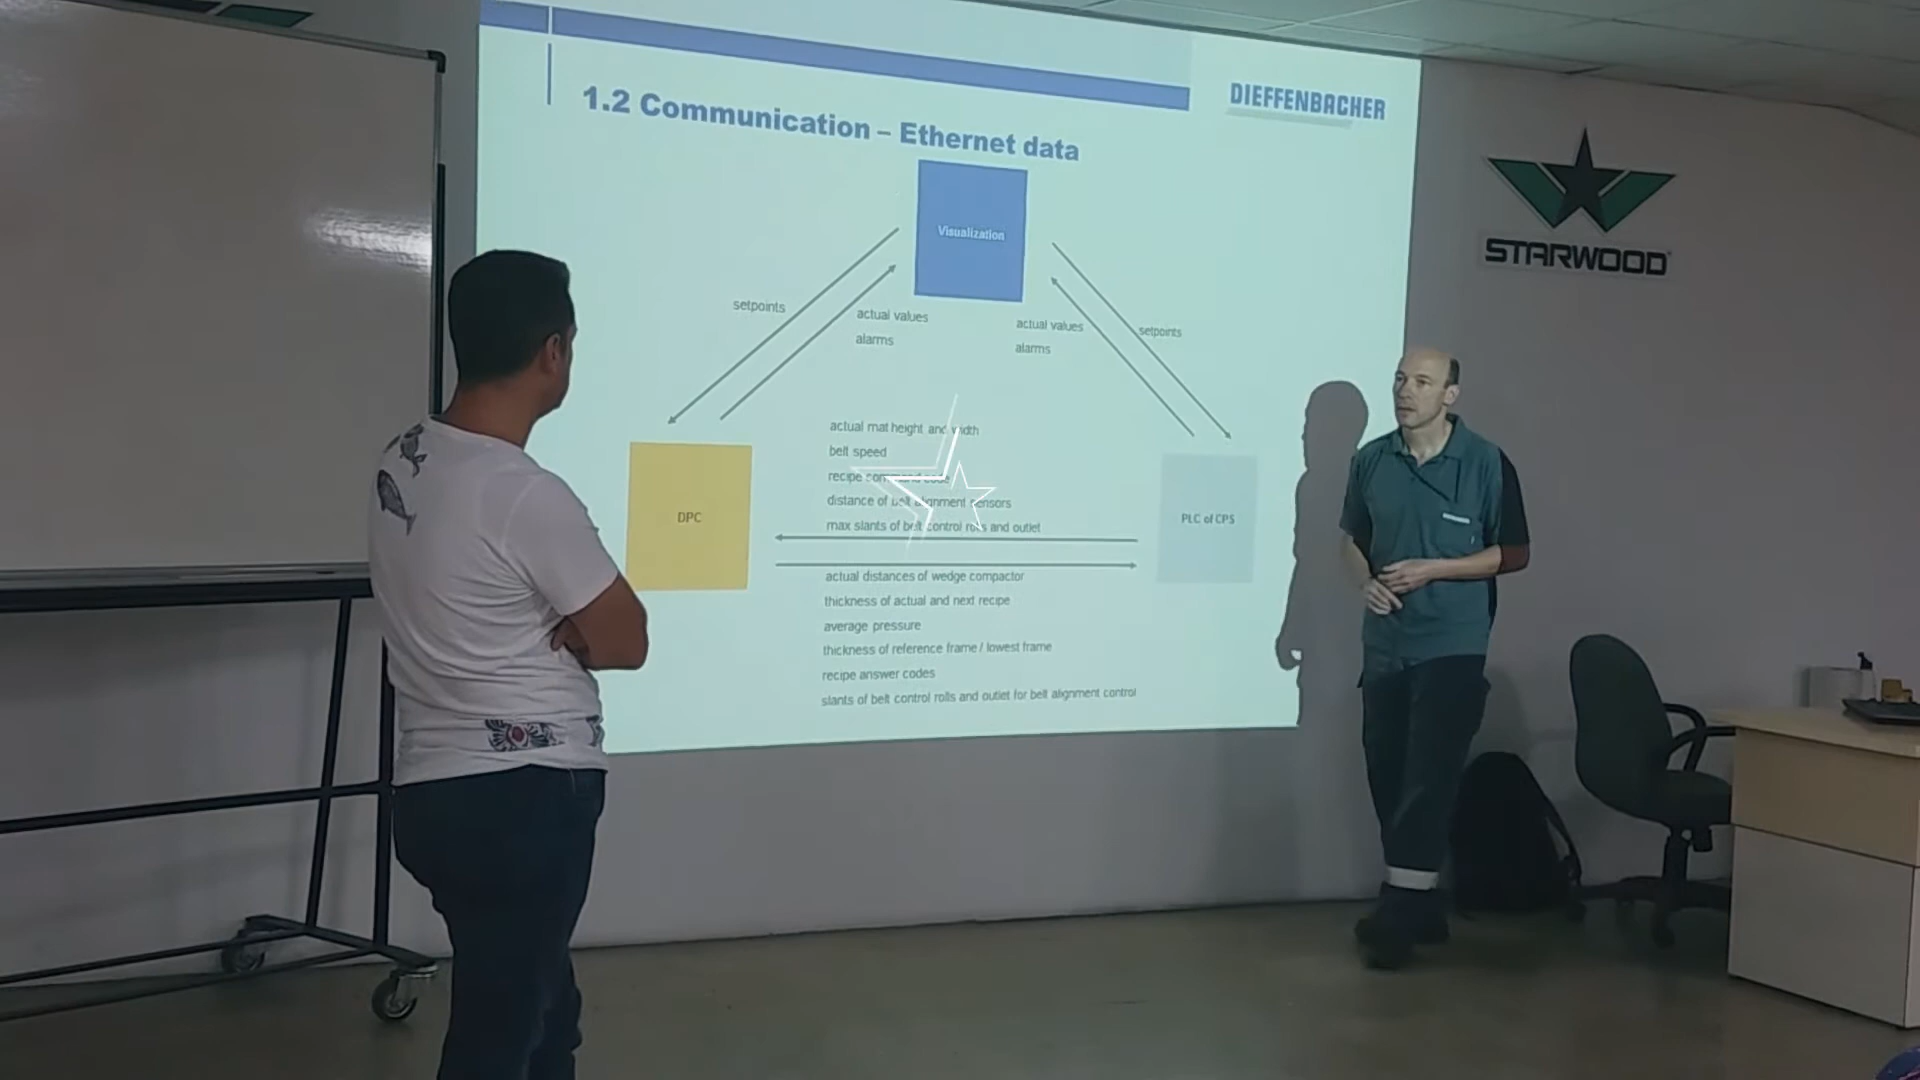 DIEFFENBACHER
1.2 Communication – Ethernet data
STARWOOD
Visualization
setpoints
actual values
alarms
actual values
alarms
setpoints
DPC
PLC of CPS
actual mat height and width
belt speed
recipe command code
distance of belt alignment sensors
max slants of belt control rolls and outlet
actual distances of wedge compactor
thickness of actual and next recipe
average pressure
thickness of reference frame / lowest frame
recipe answer codes
slants of belt control rolls and outlet for belt alignment control